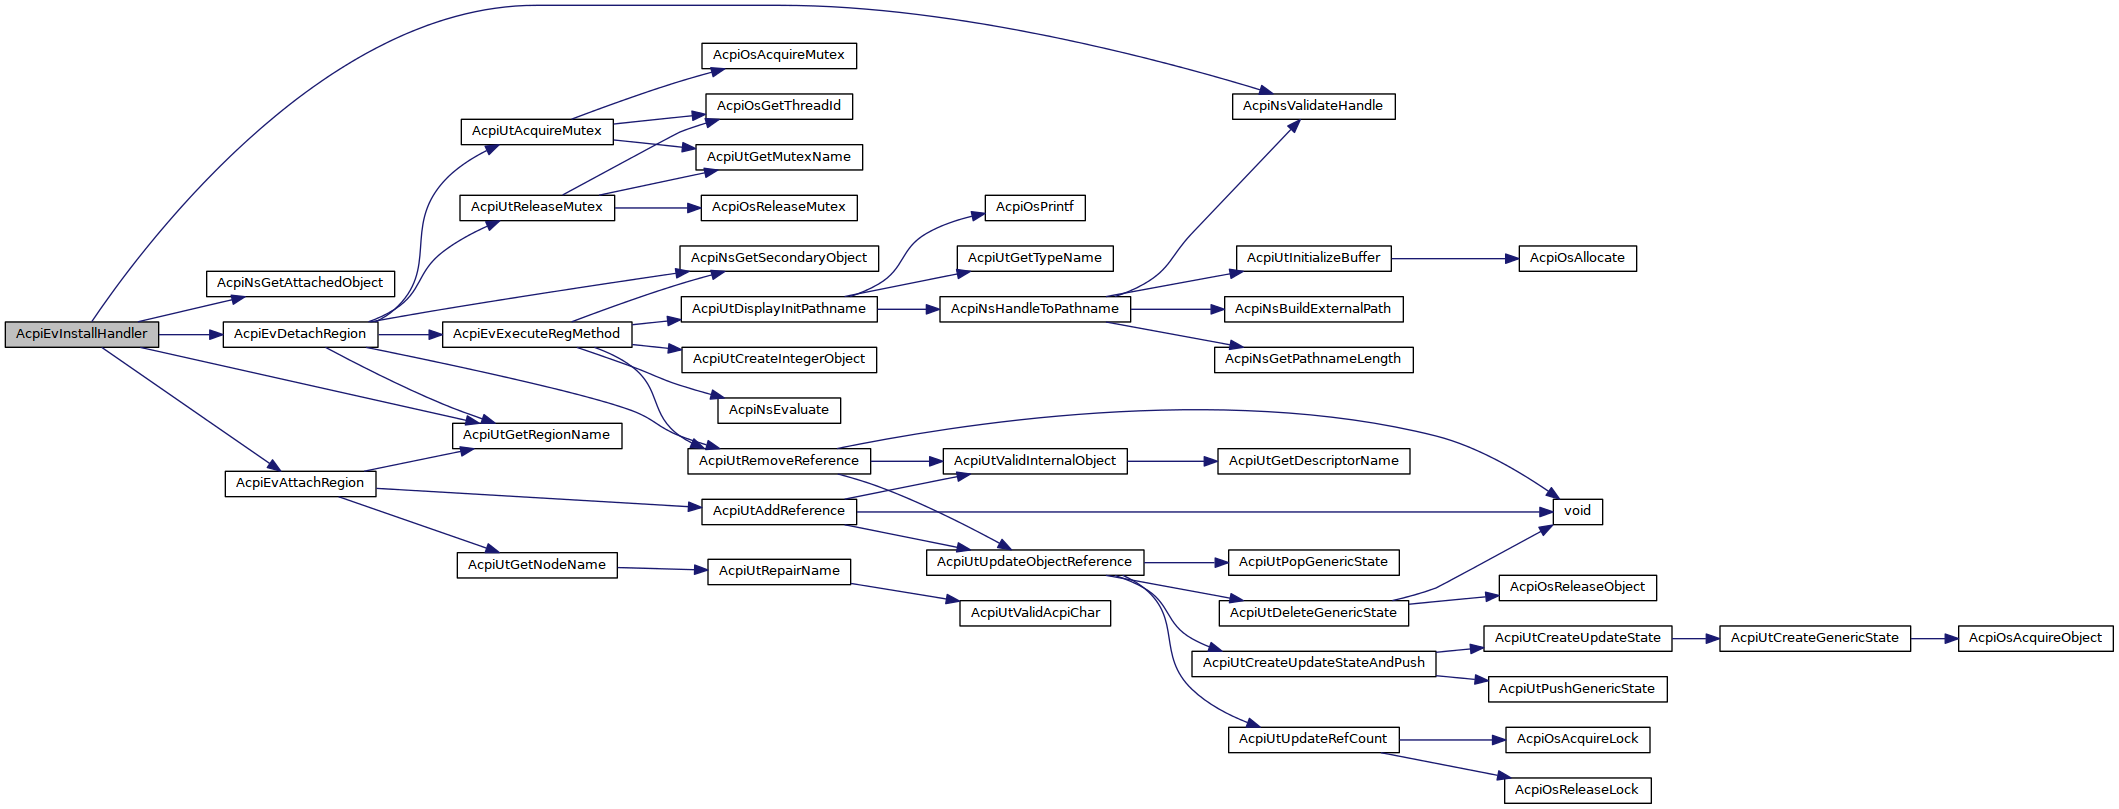 AcpiOsAcquireMutex
AcpiOsGetThreadId
AcpiNsValidateHandle
AcpiUtAcquireMutex
AcpiUtGetMutexName
AcpiUtReleaseMutex
AcpiOsReleaseMutex
AcpiOsPrintf
AcpiNsGetSecondaryObject
AcpiUtGetTypeName
AcpiUtInitializeBuffer
AcpiOsAllocate
AcpiNsGetAttachedObject
AcpiUtDisplayInitPathname
AcpiNsHandleToPathname
AcpiNsBuildExternalPath
AcpiEvInstallHandler
AcpiEvDetachRegion
AcpiEvExecuteRegMethod
AcpiUtCreateIntegerObject
AcpiNsGetPathnameLength
AcpiNsEvaluate
AcpiUtGetRegionName
AcpiUtRemoveReference
AcpiUtValidInternalObject
AcpiUtGetDescriptorName
AcpiEvAttachRegion
AcpiUtAddReference
void
AcpiUtGetNodeName
AcpiUtRepairName
AcpiUtUpdateObjectReference
AcpiUtPopGenericState
AcpiOsReleaseObject
AcpiUtValidAcpiChar
AcpiUtDeleteGenericState
AcpiUtCreateUpdateState
AcpiUtCreateGenericState
AcpiOsAcquireObject
AcpiUtCreateUpdateStateAndPush
AcpiUtPushGenericState
AcpiUtUpdateRefCount
AcpiOsAcquireLock
AcpiOsReleaseLock